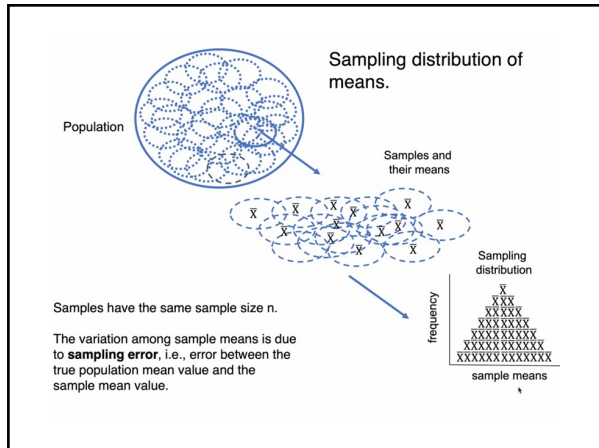 Sampling distribution of
means.
Population
Samples and
their means
X̅ X̅ X̅ X̅ X̅
X̅ X̅ X̅ X̅ X̅ X̅
X̅ X̅ X̅
Sampling
distribution
frequency
X̅
X̅X̅X̅
X̅X̅X̅X̅X̅
X̅X̅X̅X̅X̅X̅X̅
X̅X̅X̅X̅X̅X̅X̅X̅X̅
X̅X̅X̅X̅X̅X̅X̅X̅X̅X̅X̅
X̅X̅X̅X̅X̅X̅X̅X̅X̅X̅X̅X̅X̅
sample means
Samples have the same sample size n.
The variation among sample means is due
to sampling error, i.e., error between the
true population mean value and the
sample mean value.